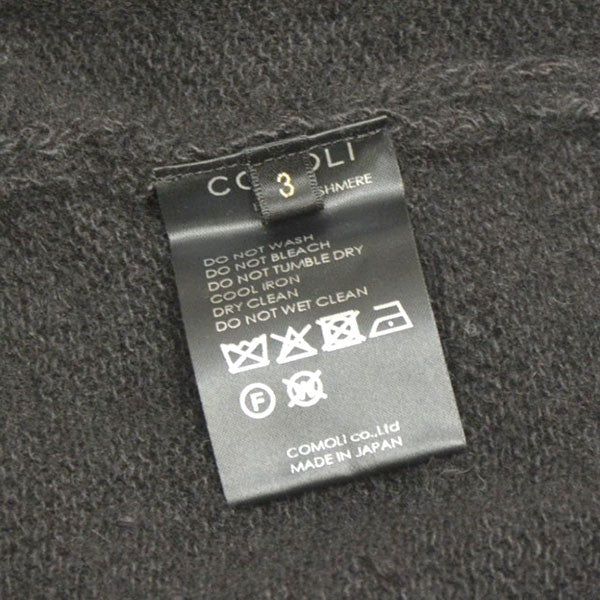 COMOLI
3
DO NOT WASH
DO NOT BLEACH
DO NOT TUMBLE DRY
COOL IRON
DRY CLEAN
DO NOT WET CLEAN
F W
COMOLI co.,Ltd
MADE IN JAPAN